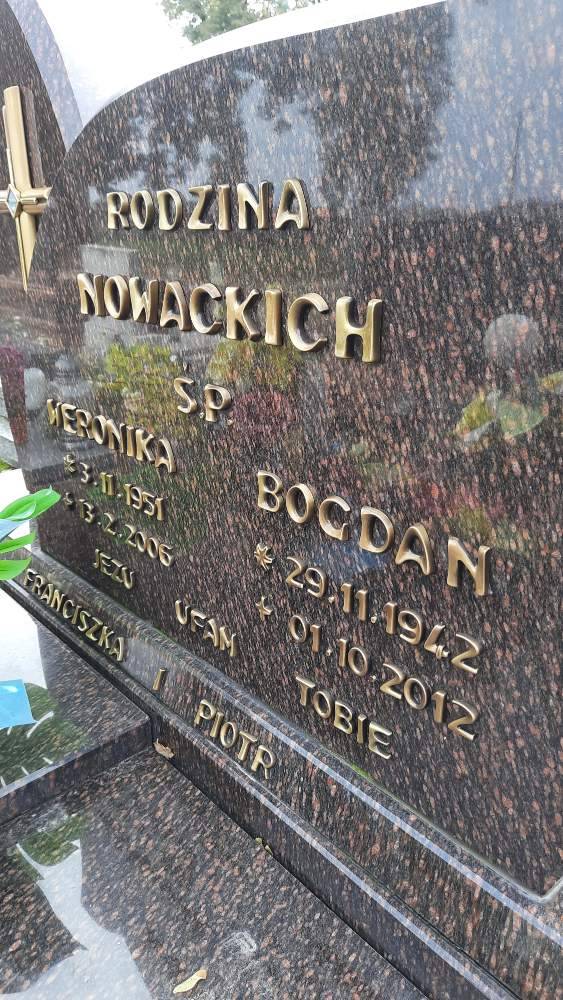 RODZINA
NOWACKICH
Ś.P.
WERONIKA
* 3.11.1951
+ 13.2.2006
BOGDAN
* 29.11.1942
+ 01.10.2012
JEZU UFAM TOBIE
FRANCISZKA I PIOTR